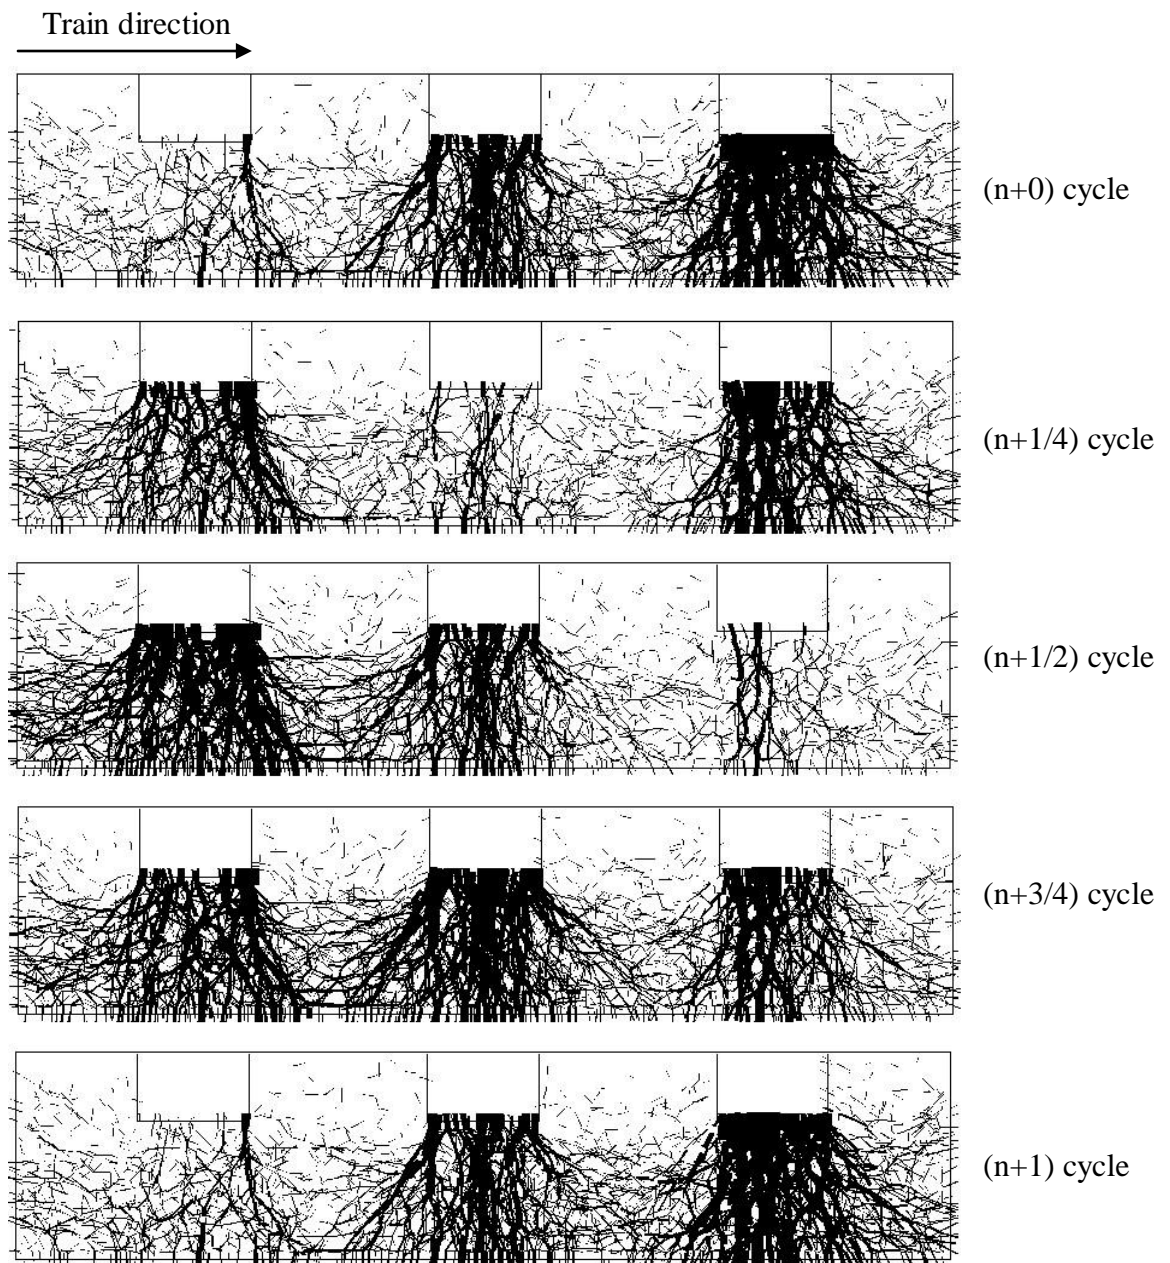 Train direction
(n+0) cycle
(n+1/4) cycle
(n+1/2) cycle
(n+3/4) cycle
(n+1) cycle